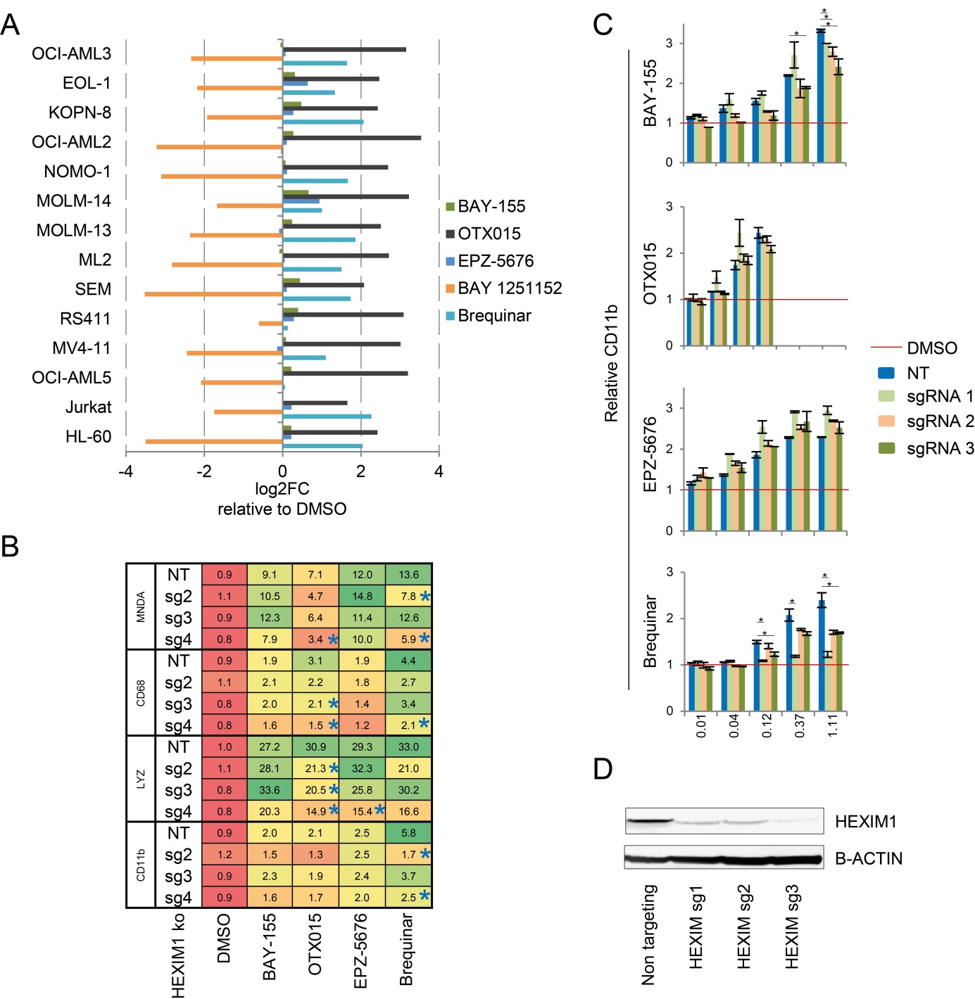 A
OCI-AML3
EOL-1
KOPN-8
OCI-AML2
NOMO-1
MOLM-14
MOLM-13
ML2
SEM
RS411
MV4-11
OCI-AML5
Jurkat
HL-60
-4 -2 0 2 4
log2FC
relative to DMSO
BAY-155
OTX015
EPZ-5676
BAY 1251152
Brequinar
B
MNDA
NT 0.9 9.1 7.1 12.0 13.6
sg2 1.1 10.5 4.7 14.8 7.8 *
sg3 0.9 12.3 6.4 11.4 12.6
sg4 0.8 7.9 3.4 * 10.0 5.9 *
CD68
NT 0.9 1.9 3.1 1.9 4.4
sg2 1.1 2.1 2.2 1.8 2.7
sg3 0.8 2.0 2.1 * 1.4 3.4
sg4 0.8 1.6 1.5 * 1.2 2.1 *
LYZ
NT 1.0 27.2 30.9 29.3 33.0
sg2 1.1 28.1 21.3 * 32.3 21.0
sg3 0.8 33.6 20.5 * 25.8 30.2
sg4 0.8 20.3 14.9 * 15.4 * 16.6
CD11b
NT 0.9 2.0 2.1 2.5 5.8
sg2 1.2 1.5 1.3 2.5 1.7 *
sg3 0.9 2.3 1.9 2.4 3.7
sg4 0.9 1.6 1.7 2.0 2.5 *
HEXIM1 ko
DMSO
BAY-155
OTX015
EPZ-5676
Brequinar
C
Relative CD11b
BAY-155
3
2
1
0
*
*
*
*
OTX015
3
2
1
0
EPZ-5676
3
2
1
0
Brequinar
3
2
1
0
*
*
*
*
*
0.01
0.04
0.12
0.37
1.11
DMSO
NT
sgRNA 1
sgRNA 2
sgRNA 3
D
HEXIM1
B-ACTIN
Non targeting
HEXIM sg1
HEXIM sg2
HEXIM sg3